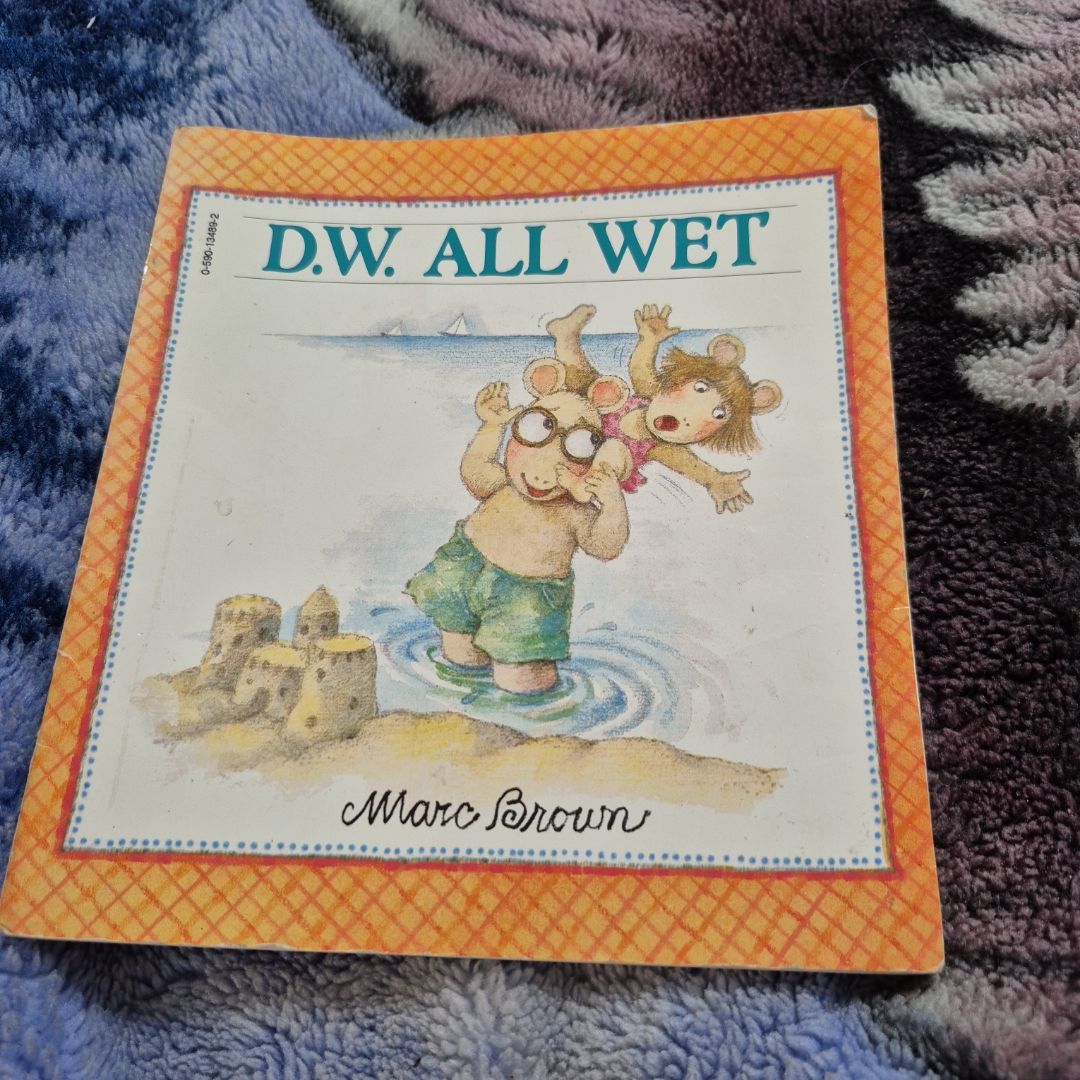 0-590-13489-2
D.W. ALL WET
Marc Brown